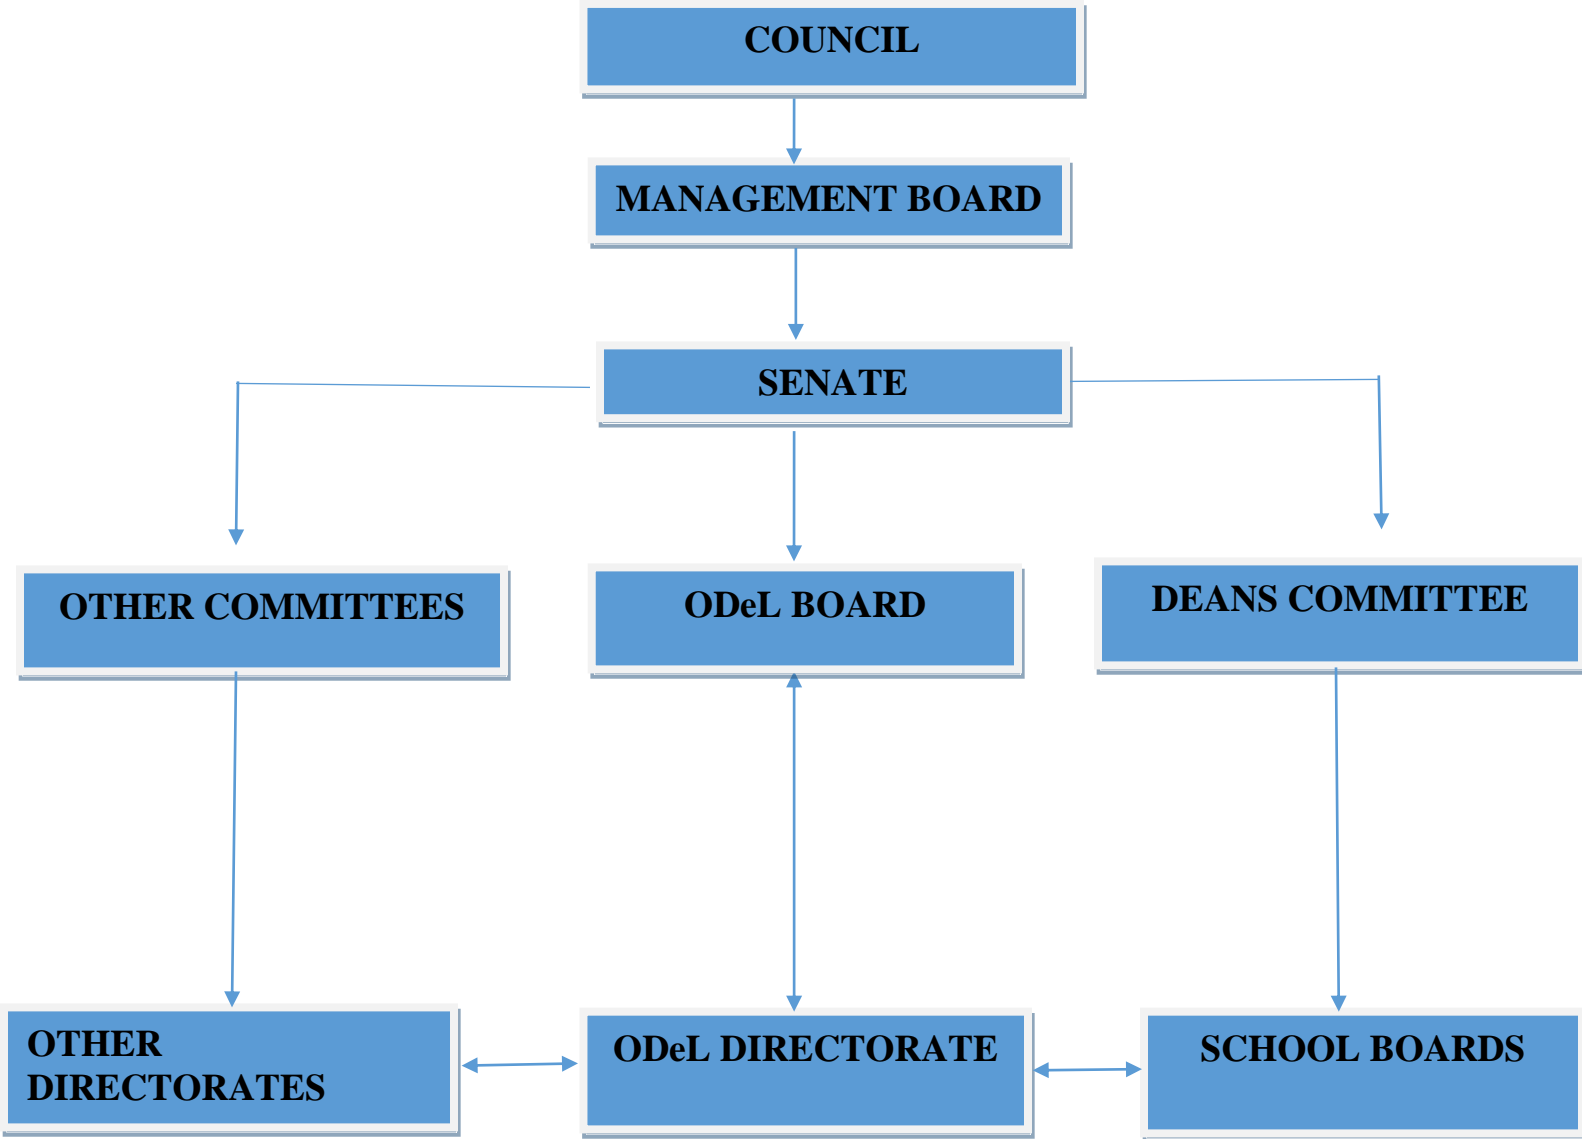 COUNCIL
MANAGEMENT BOARD
SENATE
OTHER COMMITTEES
ODeL BOARD
DEANS COMMITTEE
OTHER
DIRECTORATES
ODeL DIRECTORATE
SCHOOL BOARDS